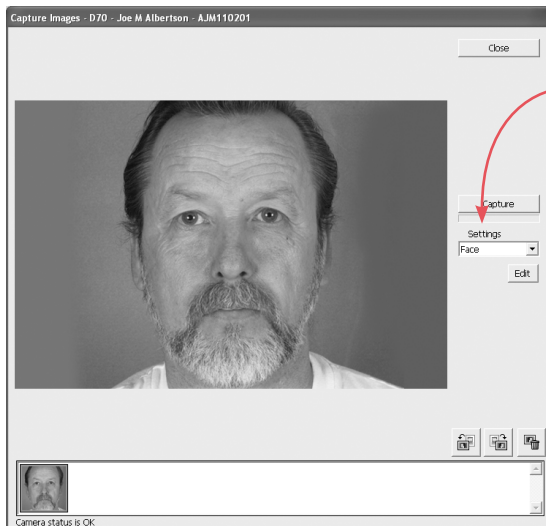 Capture Images - D70 - Joe M Albertson - AJM110201
Close
Capture
Settings
Face
Edit
Camera status is OK